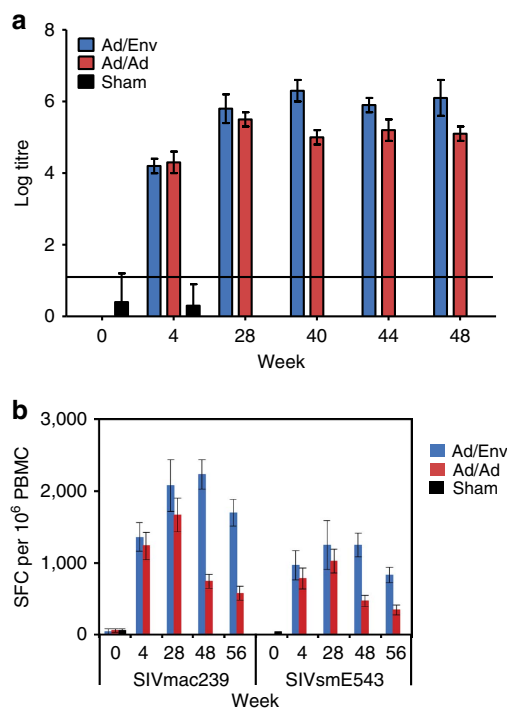 a
8
6
4
2
0
Log titre
Ad/Env
Ad/Ad
Sham
0 4 28 40 44 48
Week
b
3,000
2,000
1,000
0
SFC per 10⁶ PBMC
Ad/Env
Ad/Ad
Sham
0 4 28 48 56 0 4 28 48 56
SIVmac239 SIVsmE543
Week